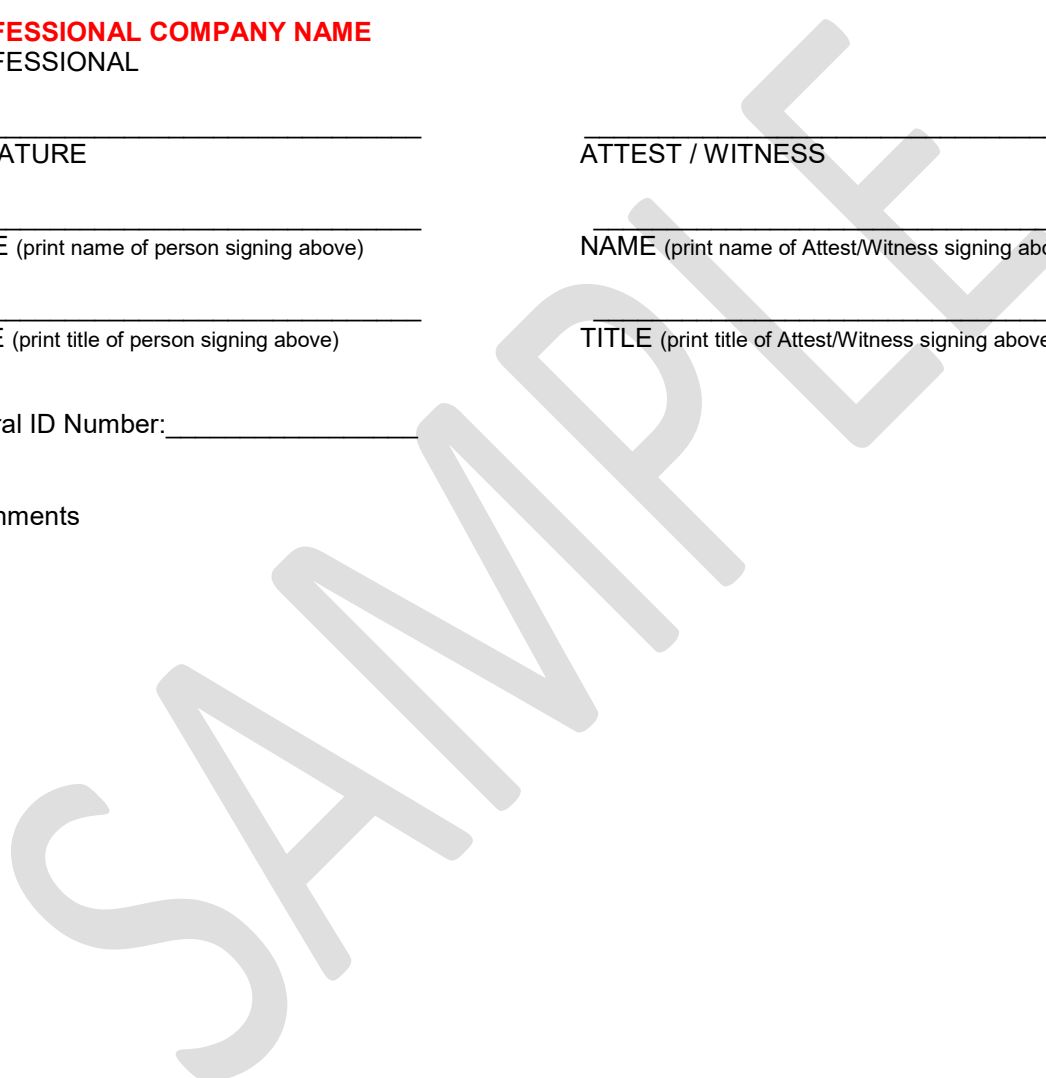 FESSIONAL COMPANY NAME
FESSIONAL
ATURE
ATTEST / WITNESS
E (print name of person signing above)
NAME (print name of Attest/Witness signing abo
E (print title of person signing above)
TITLE (print title of Attest/Witness signing above
ral ID Number:_________________
nments
SAMPLE